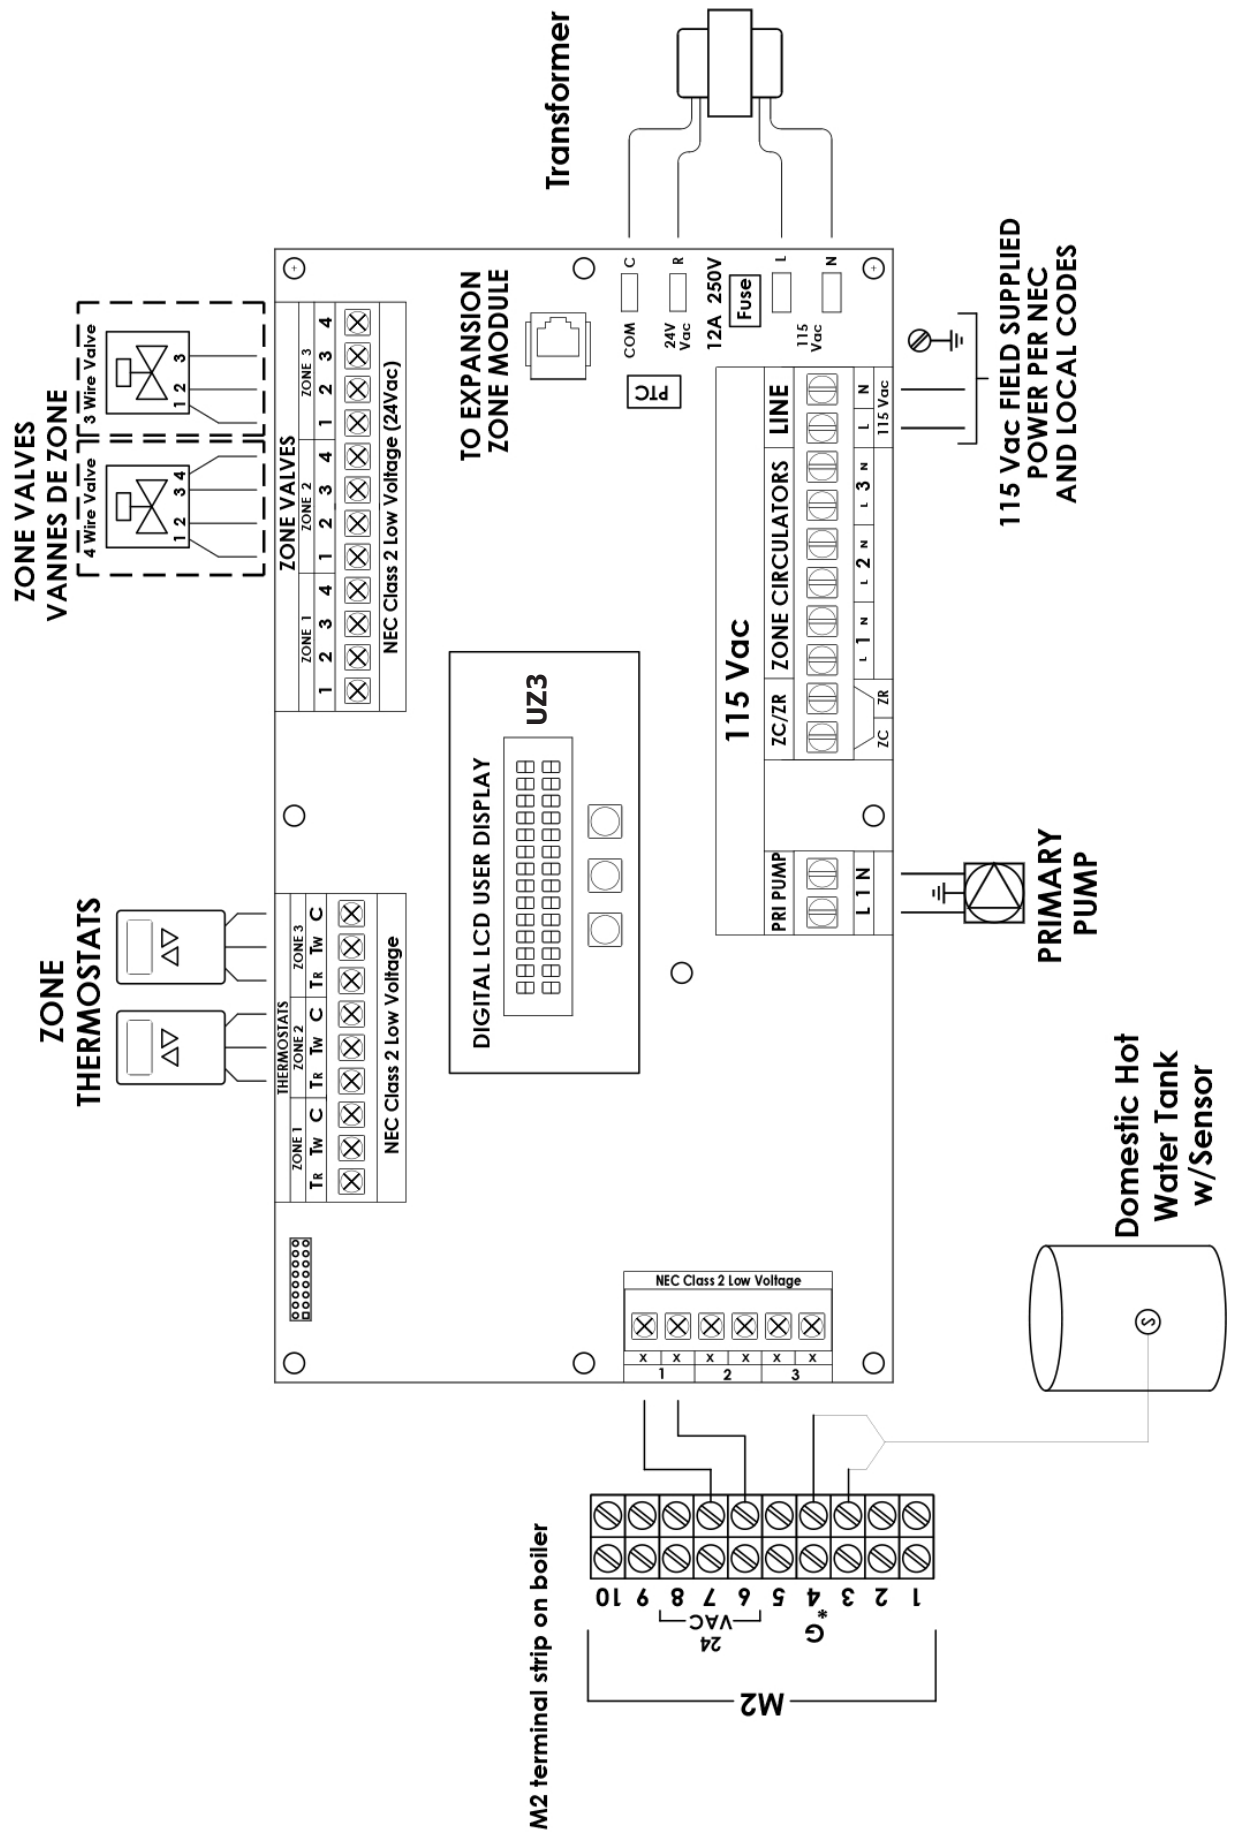 ZONE VALVES
VANNES DE ZONE
4 Wire Valve
1 2 3 4
3 Wire Valve
1 2 3
ZONE
THERMOSTATS
Transformer
THERMOSTATS
ZONE 1 ZONE 2 ZONE 3
TR TW C TR TW C TR TW C
NEC Class 2 Low Voltage
ZONE VALVES
ZONE 1 ZONE 2 ZONE 3
1 2 3 4 1 2 3 4 1 2 3 4
NEC Class 2 Low Voltage (24Vac)
TO EXPANSION
ZONE MODULE
DIGITAL LCD USER DISPLAY
UZ3
PTC
COM C
24V
Vac
R
12A 250V
Fuse
115
Vac
L
N
115 Vac
PRI PUMP ZC/ZR ZONE CIRCULATORS LINE
L 1 N
ZC ZR
L 1 N L 2 N L 3 N L N
115 Vac
NEC Class 2 Low Voltage
x x x x x x
1 2 3
PRIMARY
PUMP
115 Vac FIELD SUPPLIED
POWER PER NEC
AND LOCAL CODES
Domestic Hot
Water Tank
w/Sensor
S
M2 terminal strip on boiler
10 9 8 7 6 5 4 3 2 1
24
VAC
G*
M2